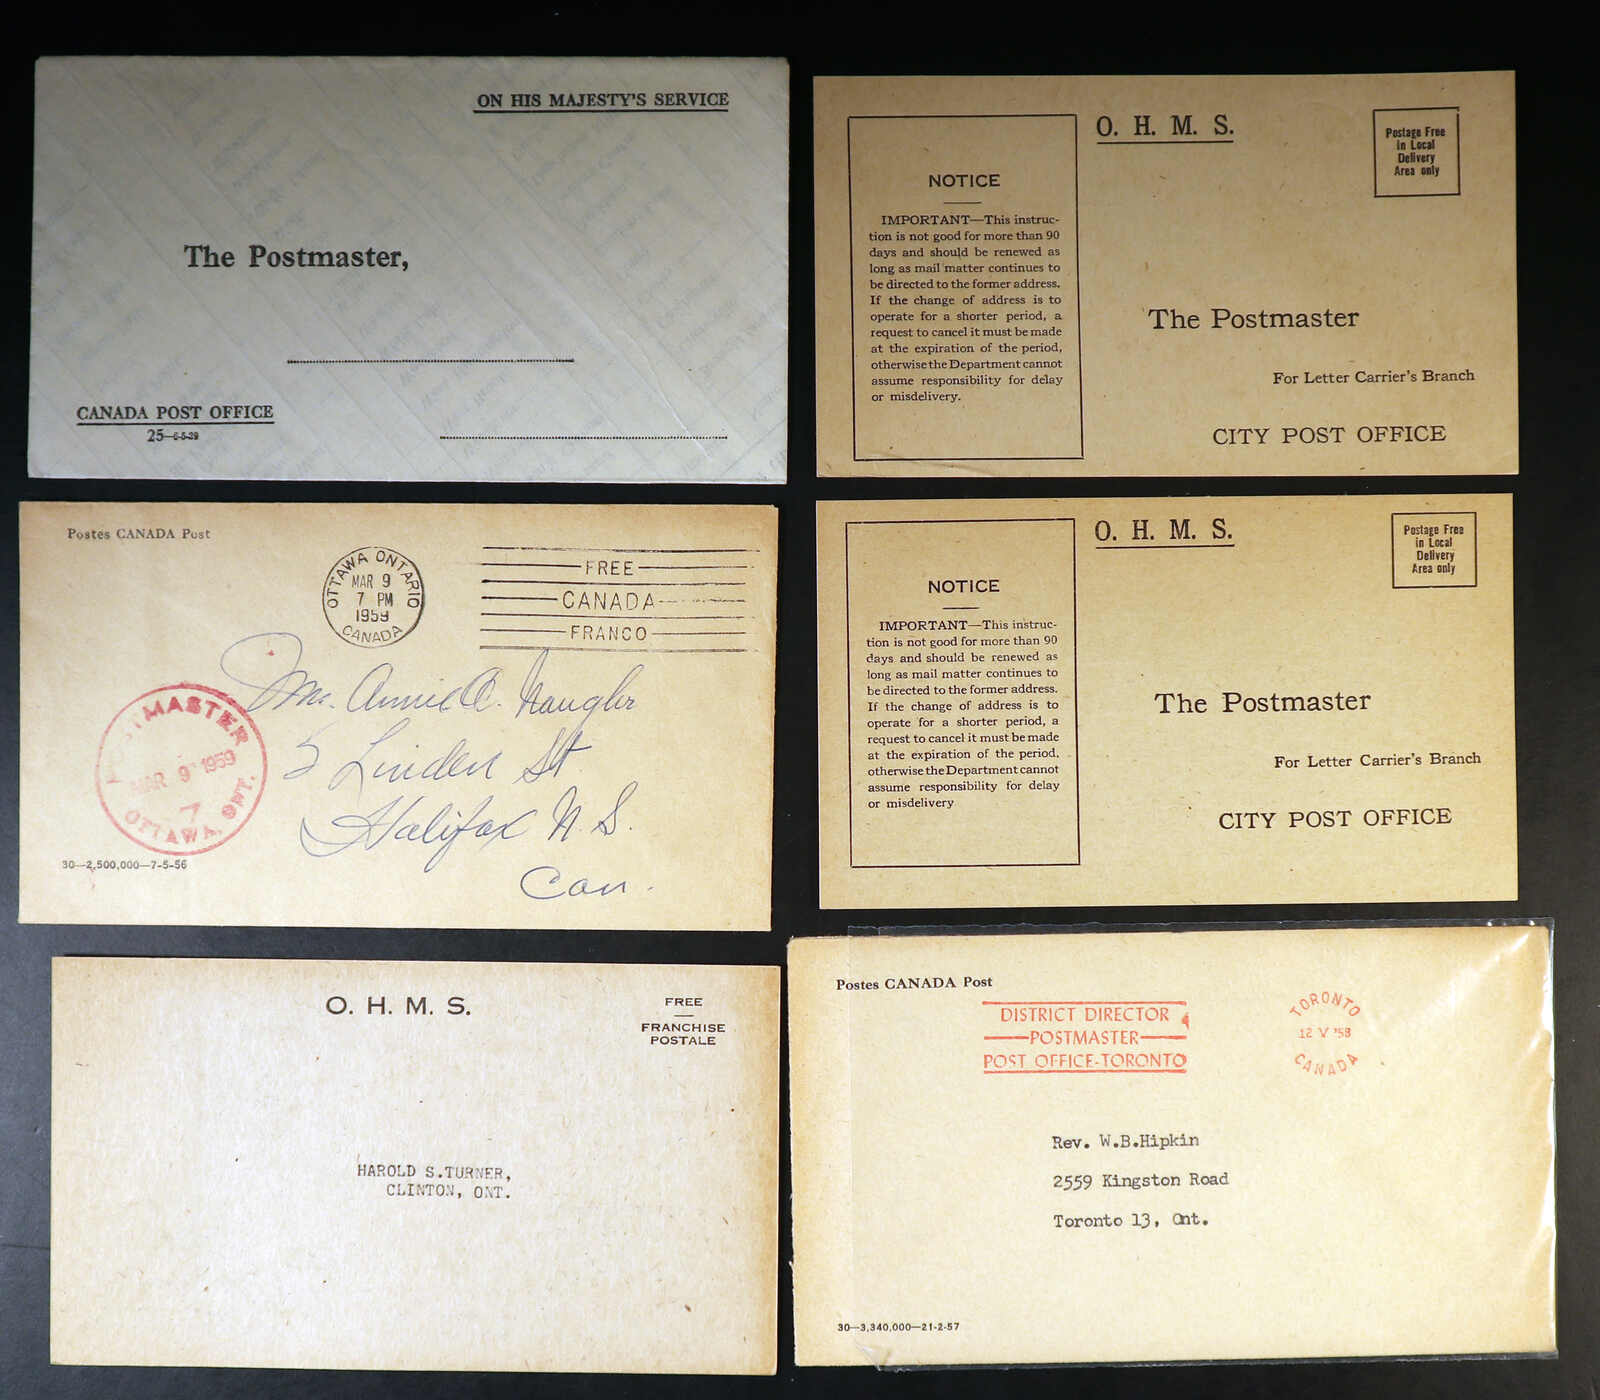 ON HIS MAJESTY'S SERVICE
The Postmaster,
CANADA POST OFFICE
25—6-5-39
O. H. M. S.
Postage Free
in Local
Delivery
Area only
NOTICE
IMPORTANT—This instruc-
tion is not good for more than 90
days and should be renewed as
long as mail matter continues to
be directed to the former address.
If the change of address is to
operate for a shorter period, a
request to cancel it must be made
at the expiration of the period,
otherwise the Department cannot
assume responsibility for delay
or misdelivery.
The Postmaster
For Letter Carrier's Branch
CITY POST OFFICE
Postes CANADA Post
OTTAWA ONTARIO
MAR 9
7 PM
1959
CANADA
FREE
CANADA
FRANCO
Annie
5 Linden St
Halifax N.S.
Can.
POSTMASTER
MAR 9 1959
7
OTTAWA, ONT.
30—2,500,000—7-5-56
O. H. M. S.
Postage Free
in Local
Delivery
Area only
NOTICE
IMPORTANT—This instruc-
tion is not good for more than 90
days and should be renewed as
long as mail matter continues to
be directed to the former address.
If the change of address is to
operate for a shorter period, a
request to cancel it must be made
at the expiration of the period,
otherwise the Department cannot
assume responsibility for delay
or misdelivery
The Postmaster
For Letter Carrier's Branch
CITY POST OFFICE
O. H. M. S.
FREE
FRANCHISE
POSTALE
HAROLD S.TURNER,
CLINTON, ONT.
Postes CANADA Post
DISTRICT DIRECTOR
POSTMASTER
POST OFFICE-TORONTO
TORONTO
12 V '58
CANADA
Rev. W.B.Hipkin
2559 Kingston Road
Toronto 13, Ont.
30—3,340,000—21-2-57